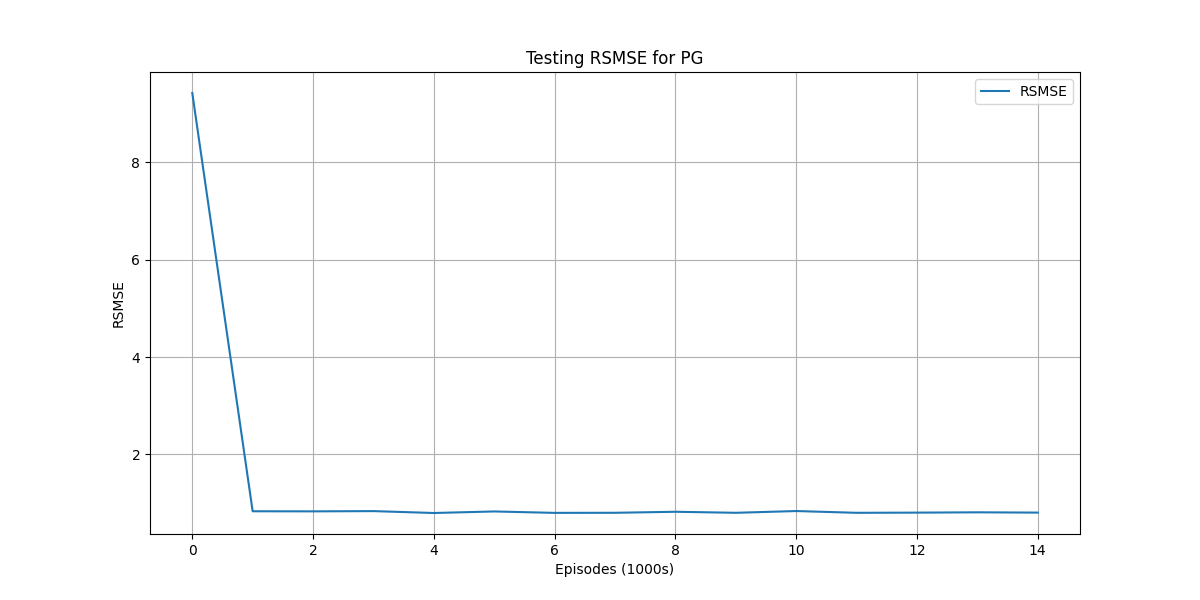 Testing RSMSE for PG
RSMSE
RSMSE
8
6
4
2
0 2 4 6 8 10 12 14
Episodes (1000s)